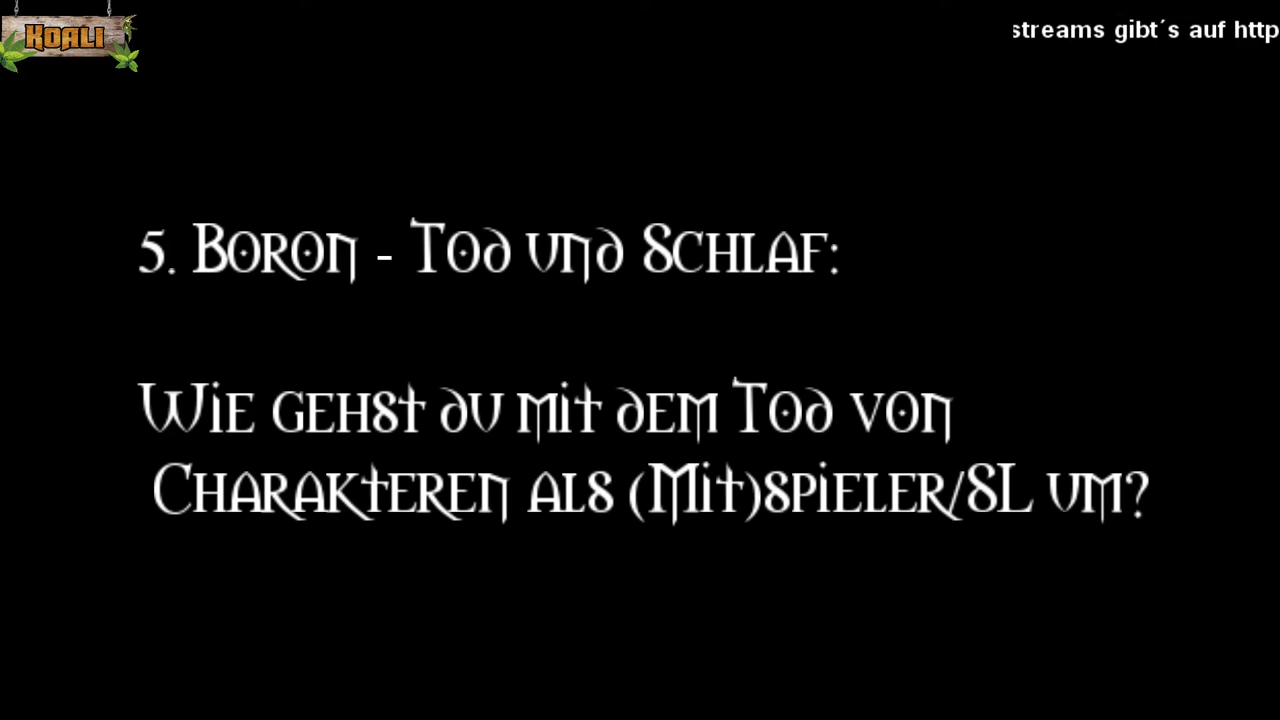 KOALI
streams gibt´s auf http
5. Boron - Tod und Schlaf:
Wie gehst du mit dem Tod von
Charakteren als (Mit)spieler/SL um?